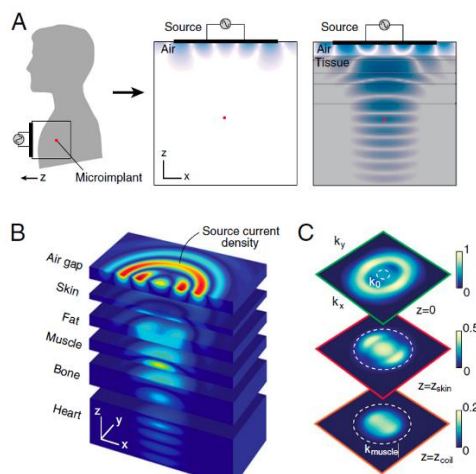 A
Source
Air
Microimplant
z
z
x
Source
Air
Tissue
B
Source current
density
Air gap
Skin
Fat
Muscle
Bone
Heart
z
y
x
C
k_y
k_x
k_0
1
0
z=0
0.5
0
z=z_skin
0.2
0
k_muscle
z=z_coil